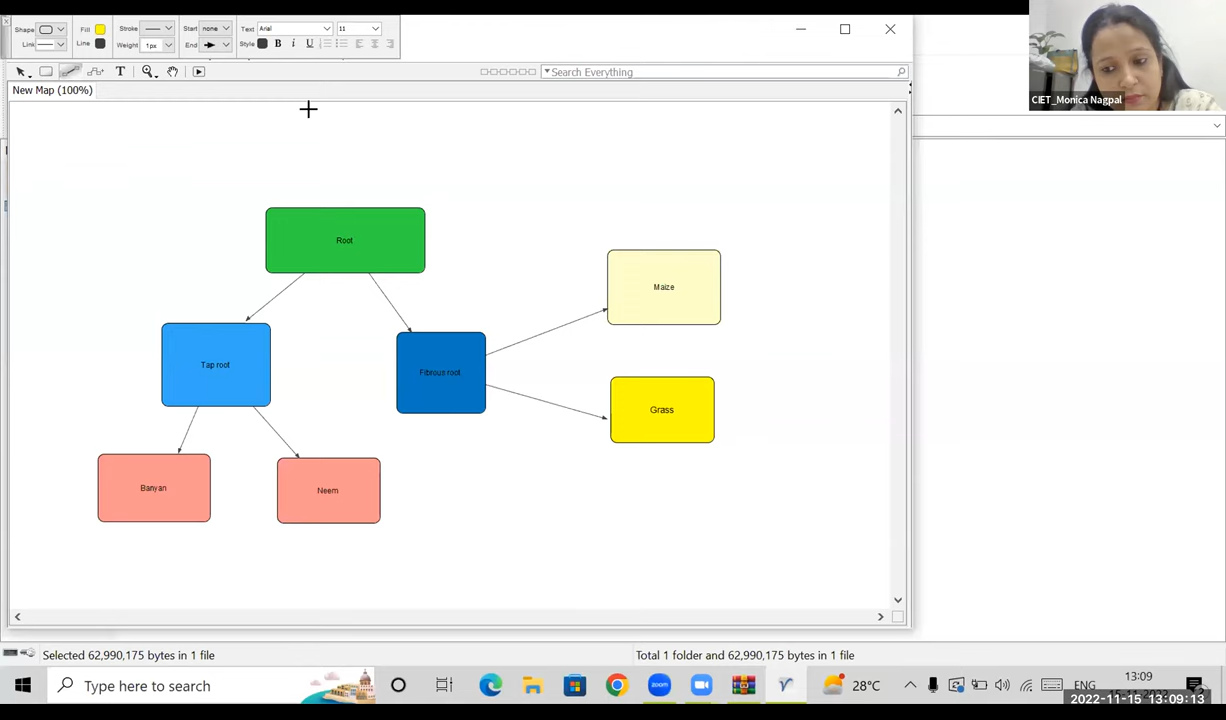 Shape
Fill
Stroke
Start
none
Text
Arial
11
Link
Line
Weight
1px
End
Style
B
i
U
T
Search Everything
New Map (100%)
CIET_Monica Nagpal
Root
Maize
Tap root
Fibrous root
Grass
Banyan
Neem
Selected 62,990,175 bytes in 1 file
Total 1 folder and 62,990,175 bytes in 1 file
Type here to search
zoom
28°C
ENG
13:09
2022-11-15 13:09:13